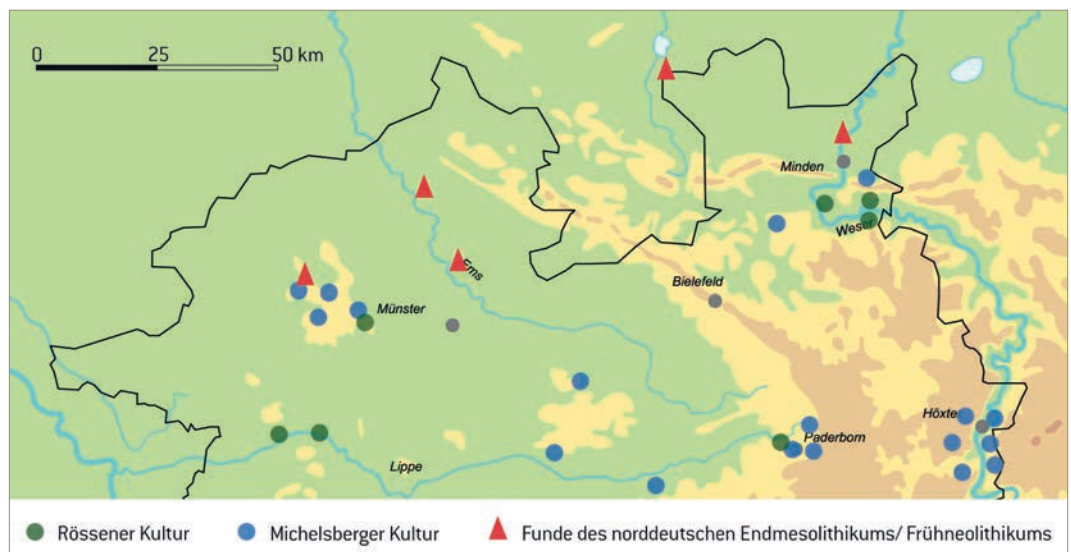 0 25 50 km
Minden
Weser
Ems
Bielefeld
Münster
Höxte
Paderborn
Lippe
Rössener Kultur Michelsberger Kultur Funde des norddeutschen Endmesolithikums/ Frühneolithikums